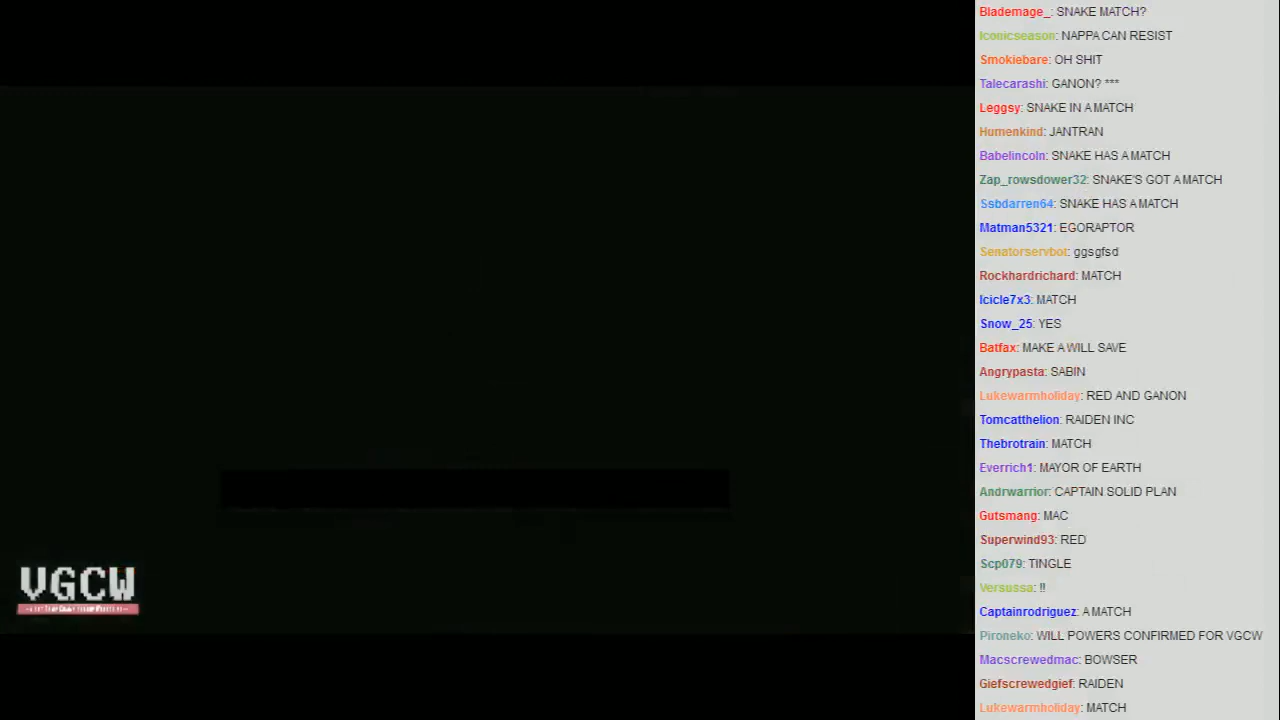 Blademage_: SNAKE MATCH?
Iconicseason: NAPPA CAN RESIST
Smokiebare: OH SHIT
Talecarashi: GANON? ***
Leggsy: SNAKE IN A MATCH
Humenkind: JANTRAN
Babelincoln: SNAKE HAS A MATCH
Zap_rowsdower32: SNAKE'S GOT A MATCH
Ssbdarren64: SNAKE HAS A MATCH
Matman5321: EGORAPTOR
Senatorservbot: ggsgfsd
Rockhardrichard: MATCH
Icicle7x3: MATCH
Snow_25: YES
Batfax: MAKE A WILL SAVE
Angrypasta: SABIN
Lukewarmholiday: RED AND GANON
Tomcatthelion: RAIDEN INC
Thebrotrain: MATCH
Everrich1: MAYOR OF EARTH
Andrwarrior: CAPTAIN SOLID PLAN
Gutsmang: MAC
Superwind93: RED
Scp079: TINGLE
Versussa: !!
Captainrodriguez: A MATCH
Pironeko: WILL POWERS CONFIRMED FOR VGCW
Macscrewedmac: BOWSER
Giefscrewedgief: RAIDEN
Lukewarmholiday: MATCH
VGCW